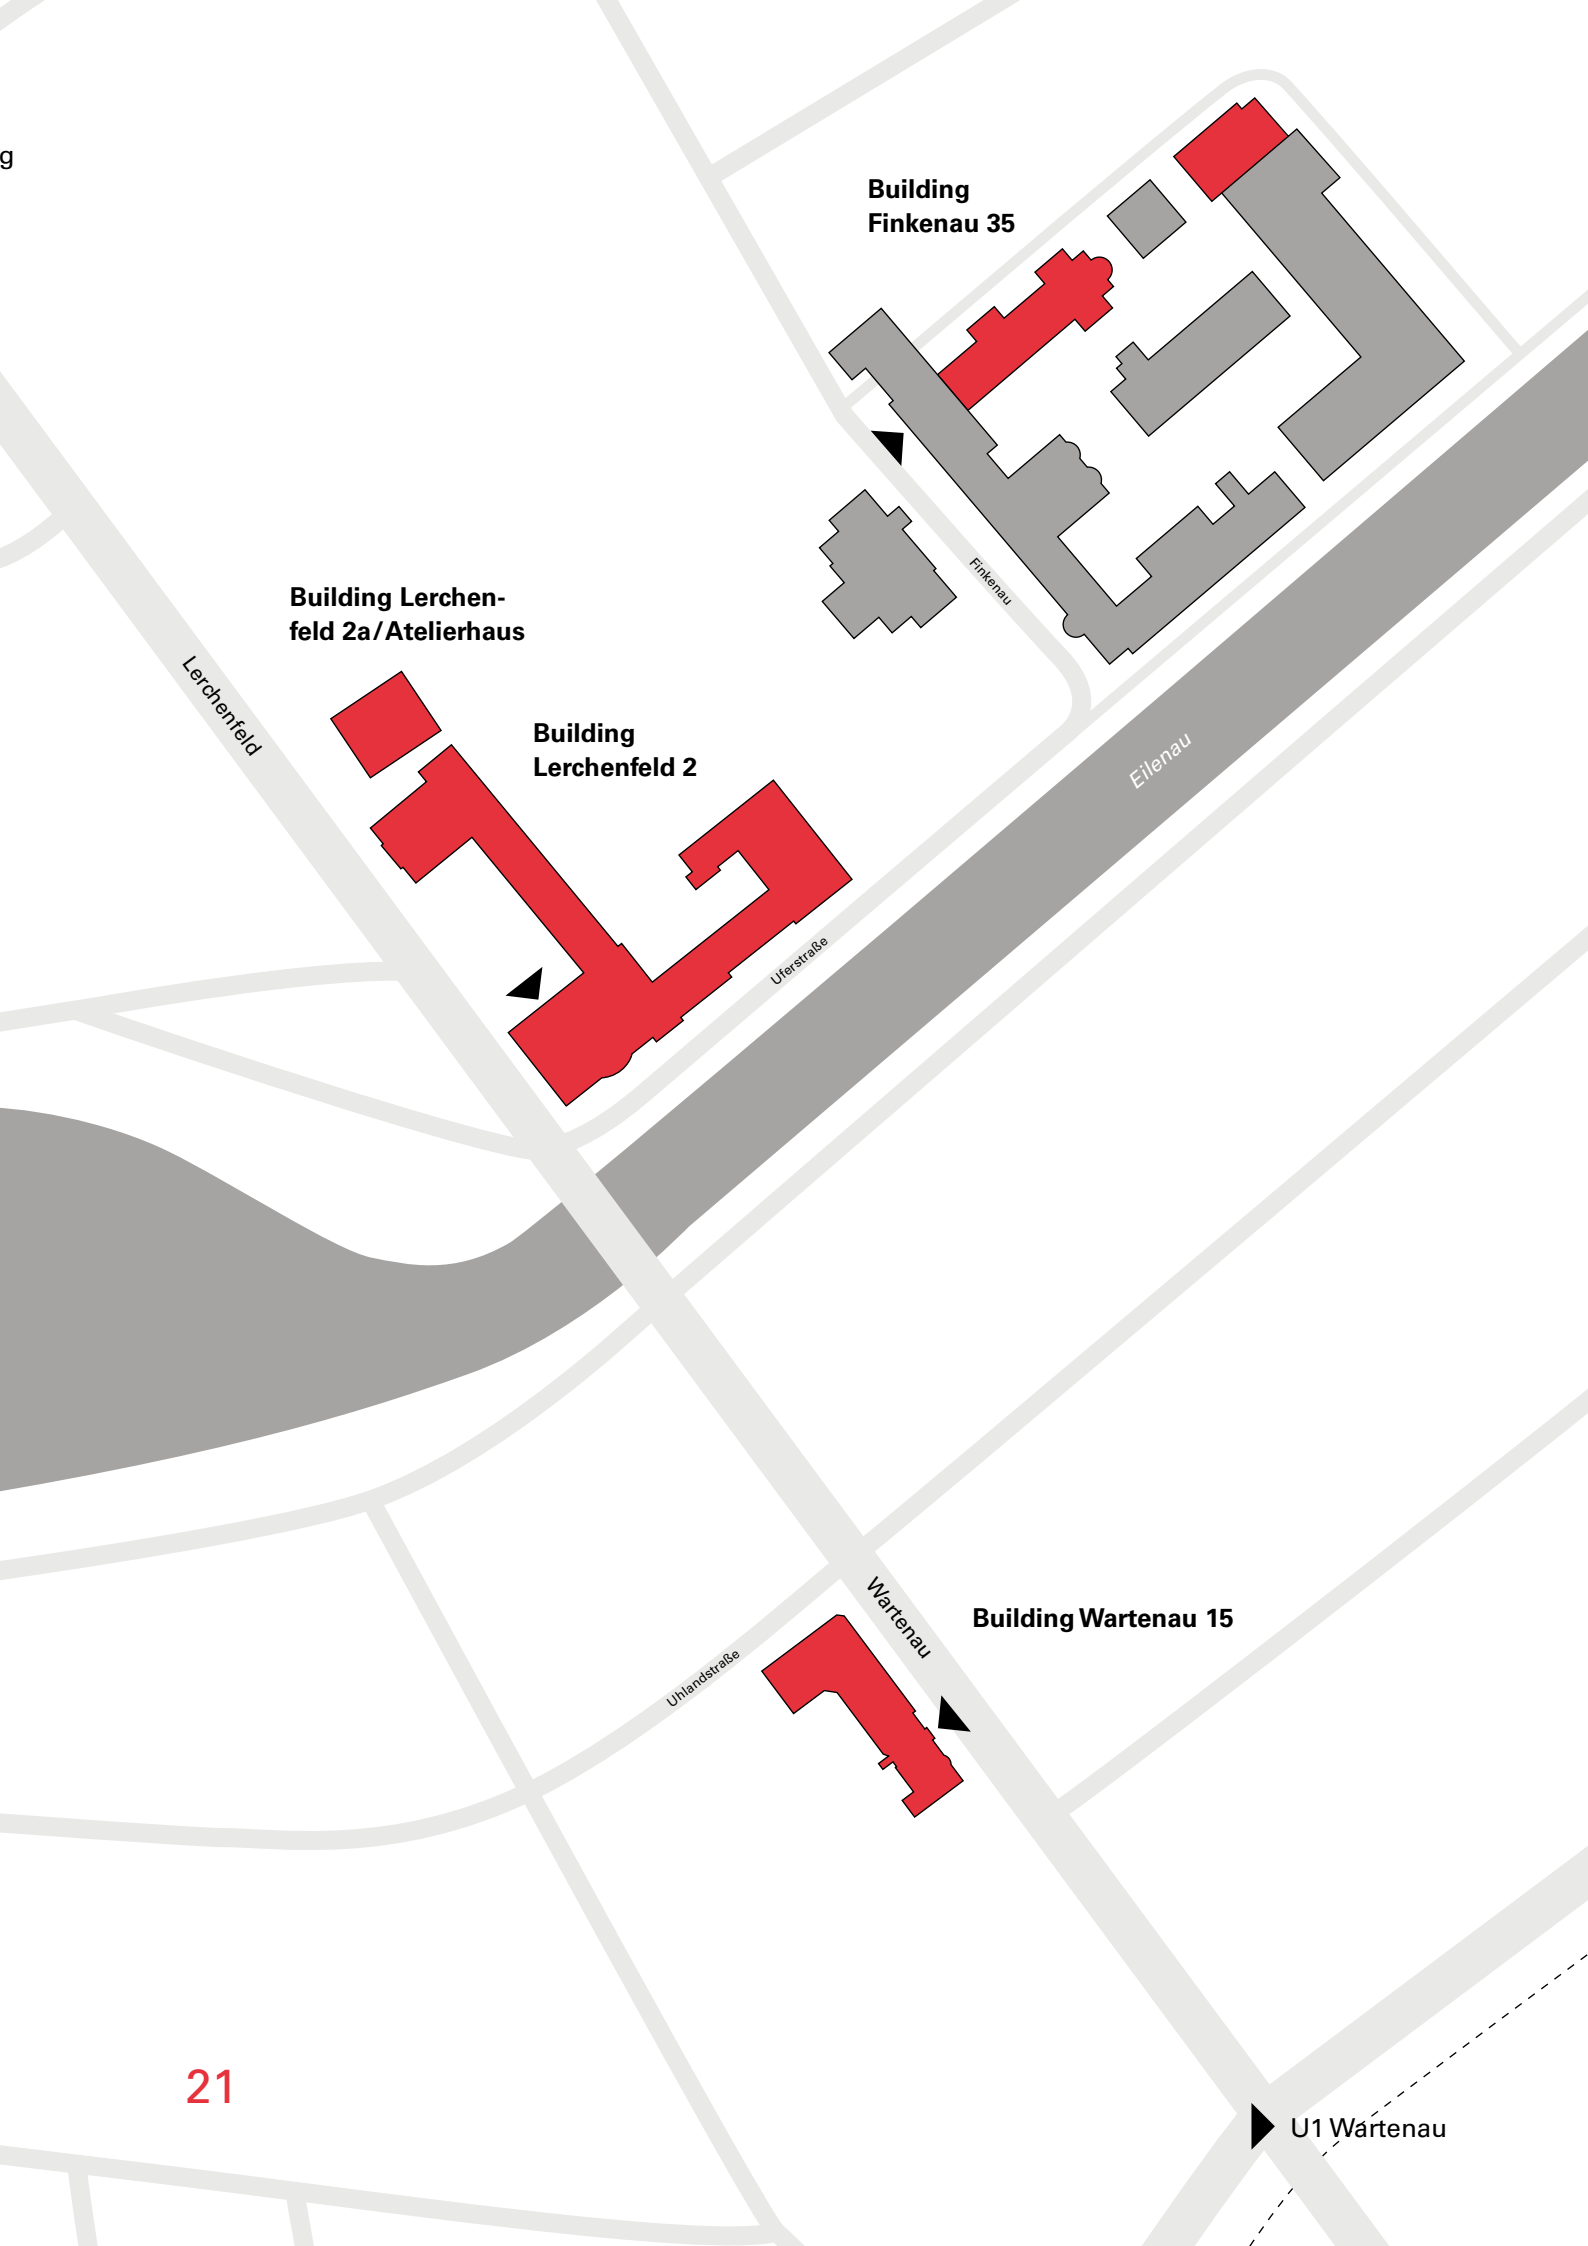 g
Building
Finkenau 35
Finkenau
Building Lerchen-
feld 2a/Atelierhaus
Lerchenfeld
Building
Lerchenfeld 2
Eilenau
Uferstraße
Wartenau
Building Wartenau 15
Uhlandstraße
21
U1 Wartenau